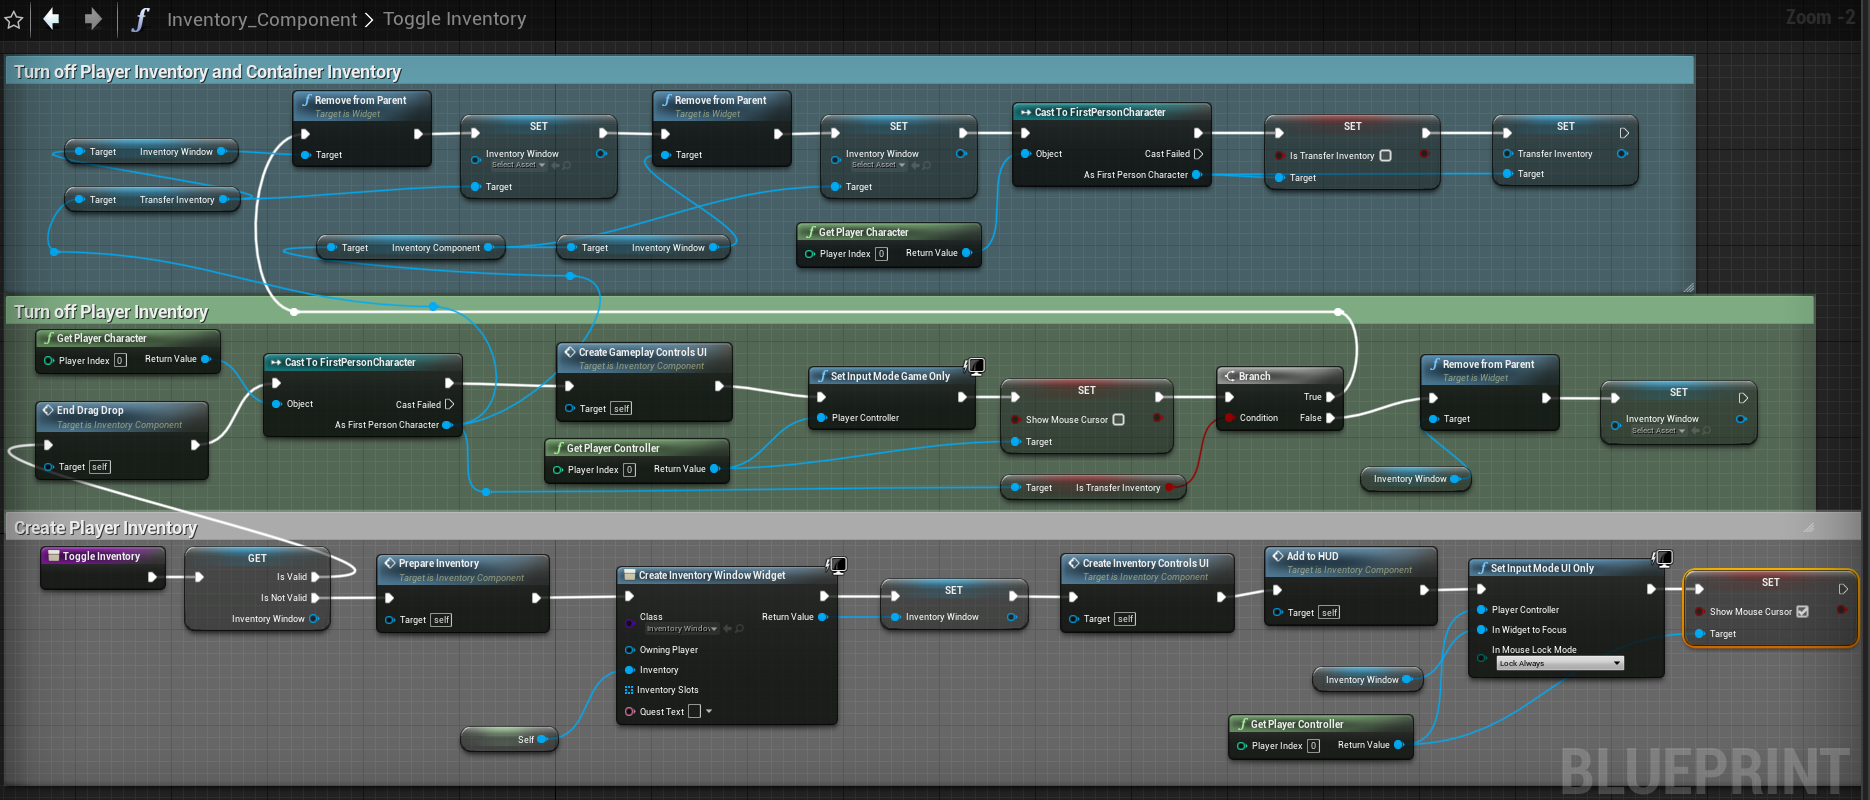 Inventory_Component > Toggle Inventory
Zoom -2
Turn off Player Inventory and Container Inventory
Remove from Parent
Target is Widget
Target
SET
Inventory Window
Select Asset
Target
Remove from Parent
Target is Widget
Target
SET
Inventory Window
Select Asset
Target
Cast To FirstPersonCharacter
Object
Cast Failed
As First Person Character
SET
Is Transfer Inventory
Target
SET
Transfer Inventory
Target
Target Inventory Window
Target Transfer Inventory
Target Inventory Component
Target Inventory Window
Get Player Character
Player Index 0 Return Value
Turn off Player Inventory
Get Player Character
Player Index 0 Return Value
End Drag Drop
Target is Inventory Component
Target self
Cast To FirstPersonCharacter
Object
Cast Failed
As First Person Character
Create Gameplay Controls UI
Target is Inventory Component
Target self
Get Player Controller
Player Index 0 Return Value
Set Input Mode Game Only
Player Controller
SET
Show Mouse Cursor
Target
Target Is Transfer Inventory
Branch
True
Condition False
Remove from Parent
Target is Widget
Target
Inventory Window
SET
Inventory Window
Select Asset
Create Player Inventory
Toggle Inventory
GET
Is Valid
Is Not Valid
Inventory Window
Prepare Inventory
Target is Inventory Component
Target self
Create Inventory Window Widget
Class
Inventory Window
Return Value
Owning Player
Inventory
Inventory Slots
Quest Text
Self
SET
Inventory Window
Create Inventory Controls UI
Target is Inventory Component
Target self
Add to HUD
Target is Inventory Component
Target self
Inventory Window
Get Player Controller
Player Index 0 Return Value
Set Input Mode UI Only
Player Controller
In Widget to Focus
In Mouse Lock Mode
Lock Always
SET
Show Mouse Cursor
Target
BLUEPRINT